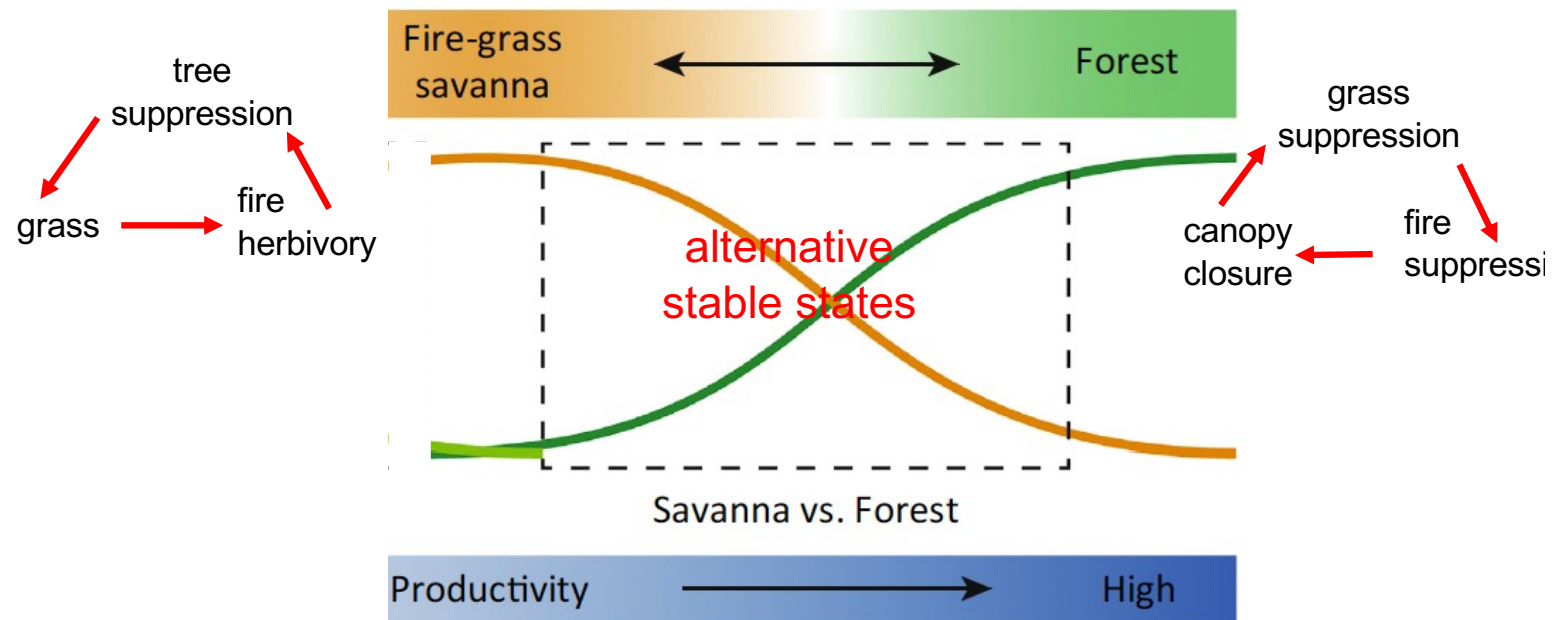 Fire-grass
savanna
Forest
tree
suppression
grass
fire
herbivory
alternative
stable states
grass
suppression
canopy
closure
fire
suppressi
Savanna vs. Forest
Productivity
High